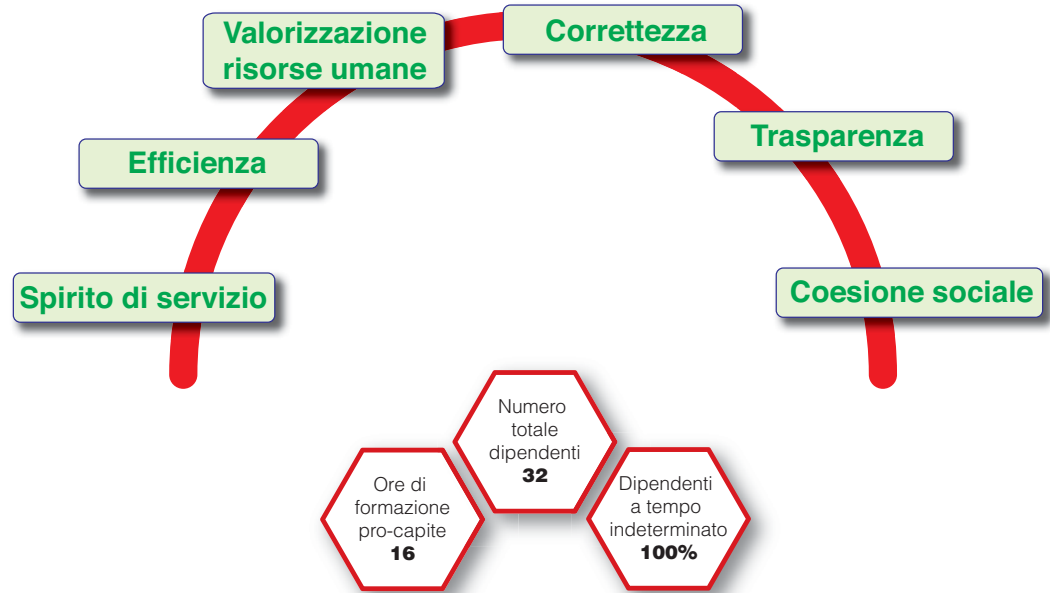 Valorizzazione
risorse umane
Correttezza
Efficienza
Trasparenza
Spirito di servizio
Coesione sociale
Numero
totale
dipendenti
32
Ore di
formazione
pro-capite
16
Dipendenti
a tempo
indeterminato
100%